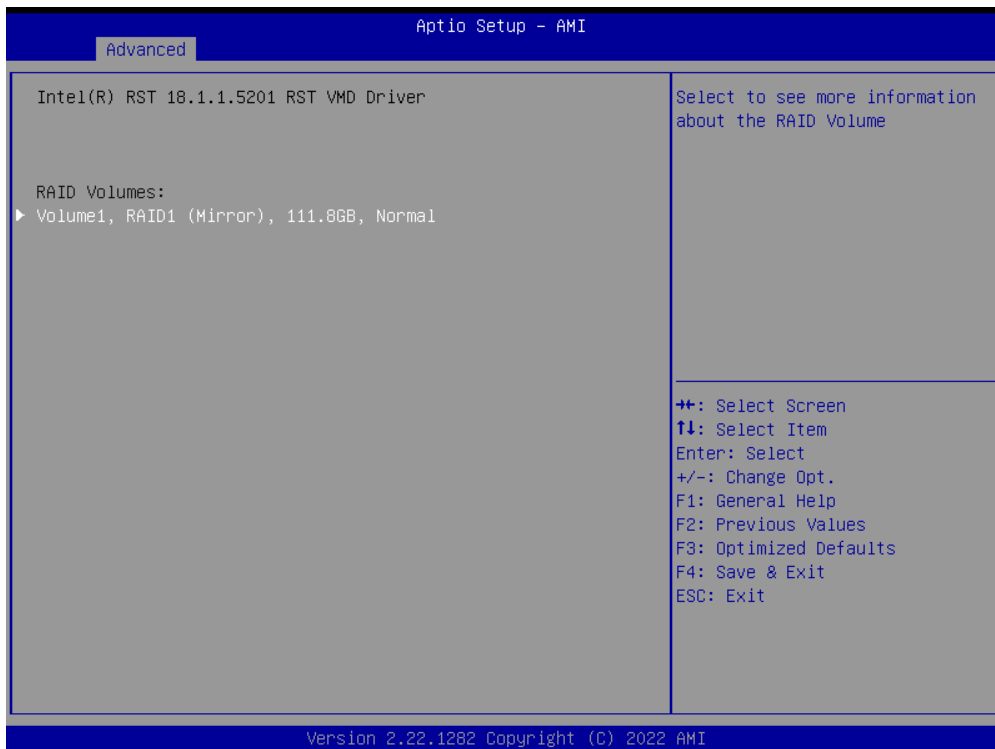 Aptio Setup – AMI
Advanced
Intel(R) RST 18.1.1.5201 RST VMD Driver
RAID Volumes:
Volume1, RAID1 (Mirror), 111.8GB, Normal
Select to see more information
about the RAID Volume
→←: Select Screen
↑↓: Select Item
Enter: Select
+/-: Change Opt.
F1: General Help
F2: Previous Values
F3: Optimized Defaults
F4: Save & Exit
ESC: Exit
Version 2.22.1282 Copyright (C) 2022 AMI